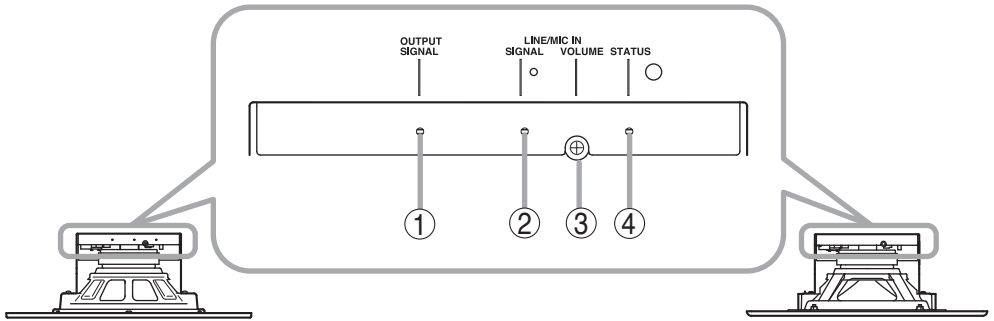 OUTPUT SIGNAL
LINE/MIC IN
SIGNAL VOLUME STATUS
① ② ③ ④